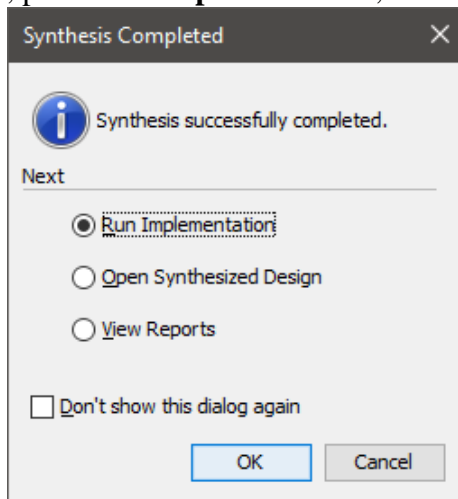 Synthesis Completed
Synthesis successfully completed.
Next
Run Implementation
Open Synthesized Design
View Reports
Don't show this dialog again
OK Cancel